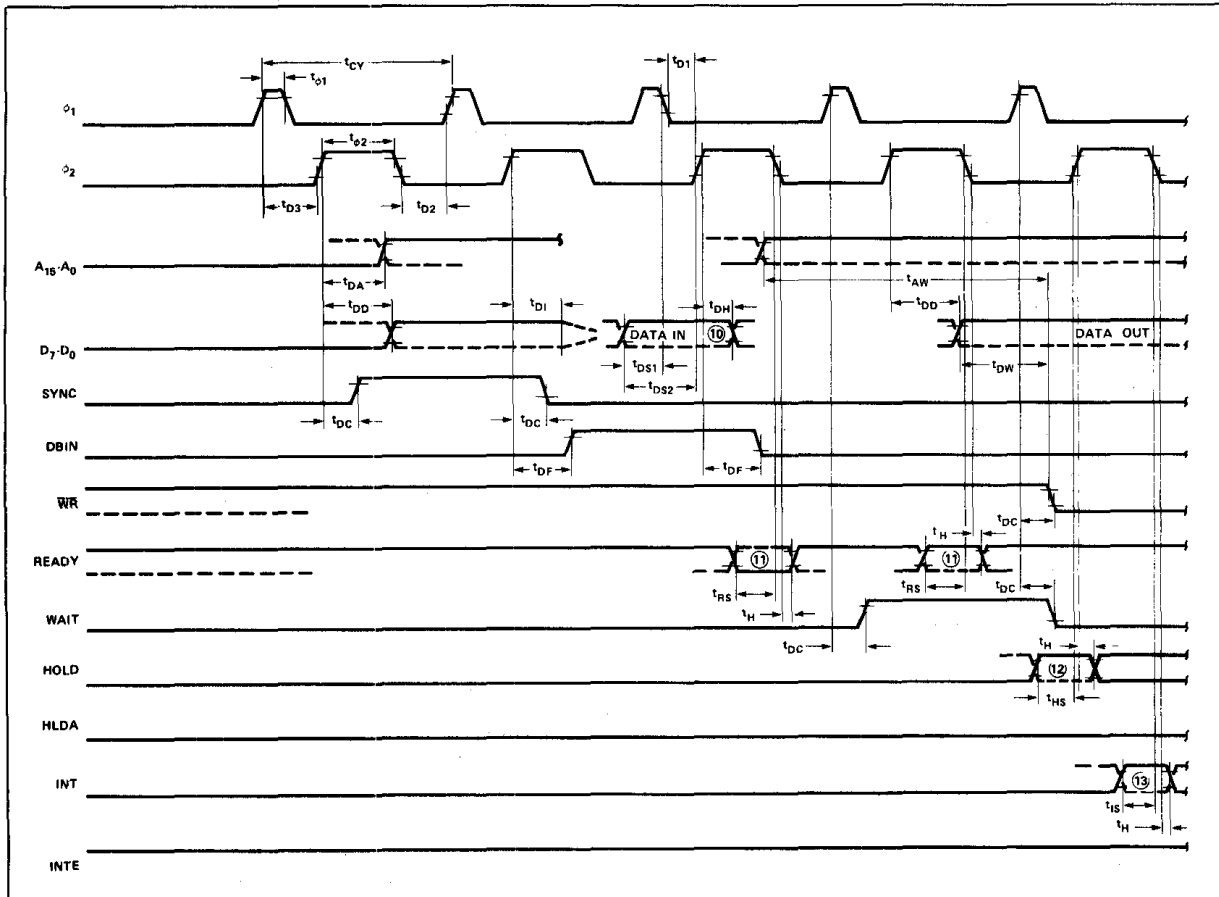 tCY
tD1
tφ1
φ1
tφ2
φ2
tD3
tD2
A15-A0
tAW
tDA
tDD
tDI
tDH
tDD
D7-D0
DATA IN
⑩
DATA OUT
tDS1
tDW
tDS2
SYNC
tDC
tDC
DBIN
tDF
tDF
WR
tH
tDC
READY
⑪
⑪
tRS
tRS
tDC
WAIT
tH
tDC
tH
HOLD
⑫
tHS
HLDA
INT
⑬
tIS
tH
INTE